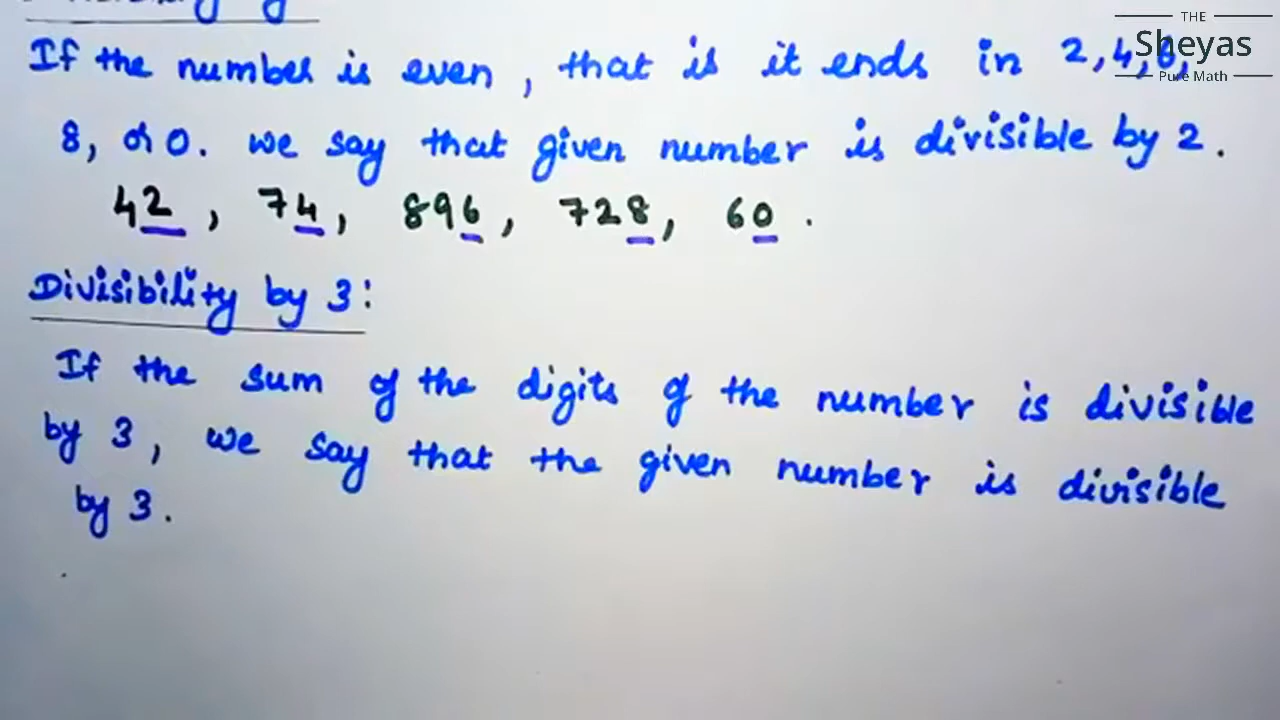 If the number is even, that is it ends in 2,4,6,
8, or 0. we say that given number is divisible by 2.
42, 74, 896, 728, 60.
Divisibility by 3:
If the sum of the digits of the number is divisible
by 3, we say that the given number is divisible
by 3.
THE
Sheyas
Pure Math